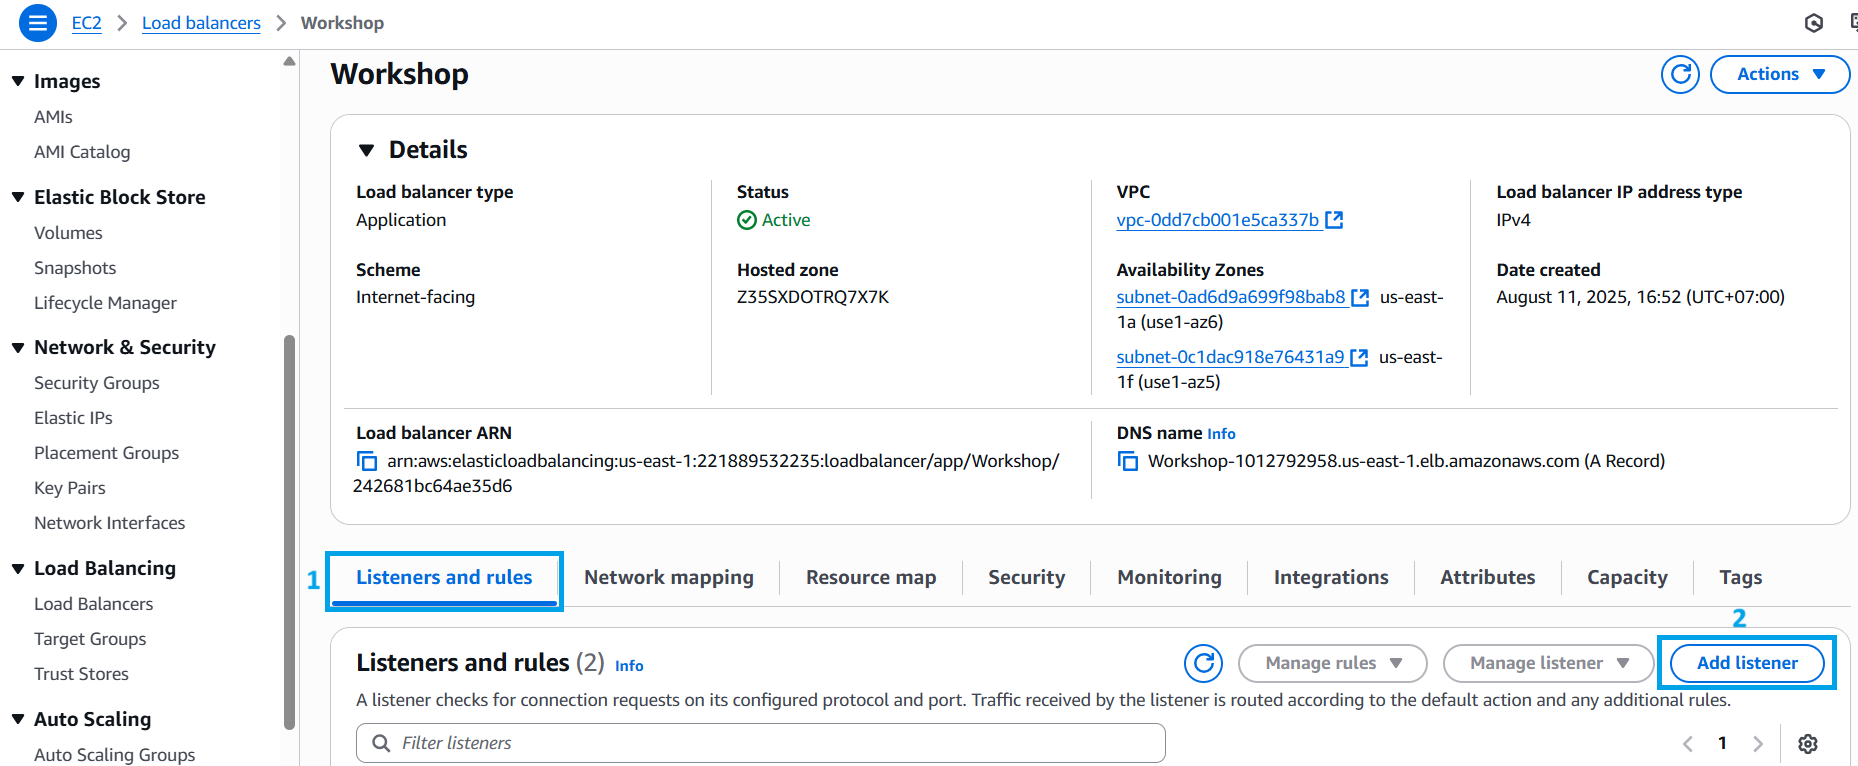 EC2 > Load balancers > Workshop
Images
AMIs
AMI Catalog
Elastic Block Store
Volumes
Snapshots
Lifecycle Manager
Network & Security
Security Groups
Elastic IPs
Placement Groups
Key Pairs
Network Interfaces
Load Balancing
Load Balancers
Target Groups
Trust Stores
Auto Scaling
Auto Scaling Groups
Workshop
Actions
Details
Load balancer type
Application
Status
Active
VPC
vpc-0dd7cb001e5ca337b
Load balancer IP address type
IPv4
Scheme
Internet-facing
Hosted zone
Z35SXDOTRQ7X7K
Availability Zones
subnet-0ad6d9a699f98bab8 us-east-
1a (use1-az6)
subnet-0c1dac918e76431a9 us-east-
1f (use1-az5)
Date created
August 11, 2025, 16:52 (UTC+07:00)
Load balancer ARN
arn:aws:elasticloadbalancing:us-east-1:221889532235:loadbalancer/app/Workshop/
242681bc64ae35d6
DNS name Info
Workshop-1012792958.us-east-1.elb.amazonaws.com (A Record)
1
Listeners and rules
Network mapping
Resource map
Security
Monitoring
Integrations
Attributes
Capacity
Tags
2
Listeners and rules (2) Info
Manage rules
Manage listener
Add listener
A listener checks for connection requests on its configured protocol and port. Traffic received by the listener is routed according to the default action and any additional rules.
Filter listeners
1